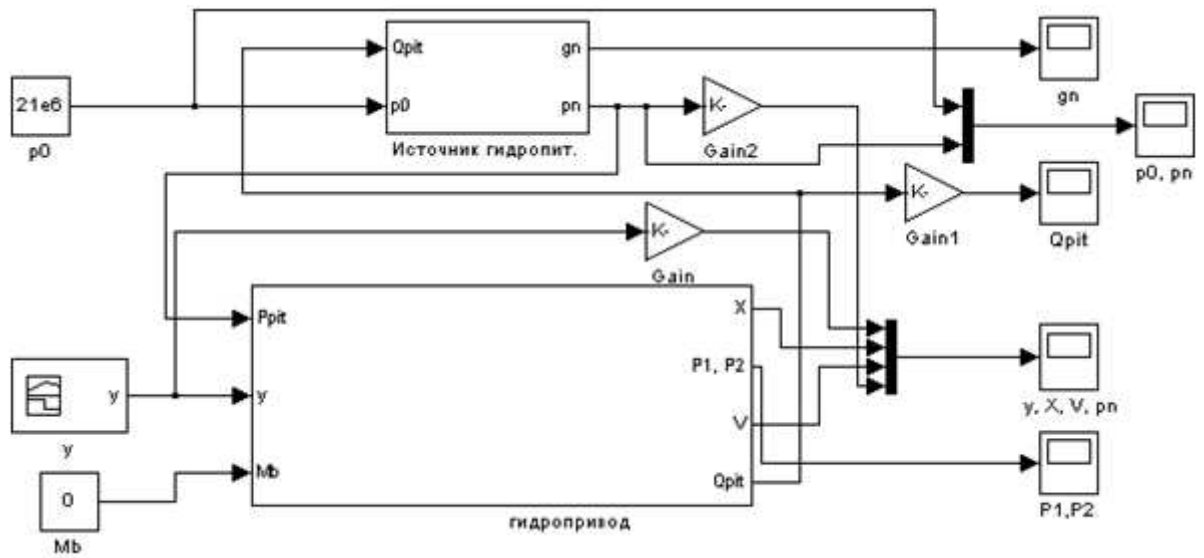 21e6
p0
Qpit
p0
gn
pn
Источник гидропит.
K-
Gain2
gn
p0, pn
K-
Gain1
Qpit
K-
Gain
Ppit
y
Mb
X
P1, P2
V
Qpit
гидропривод
y
y
0
Mb
y, X, V, pn
P1,P2